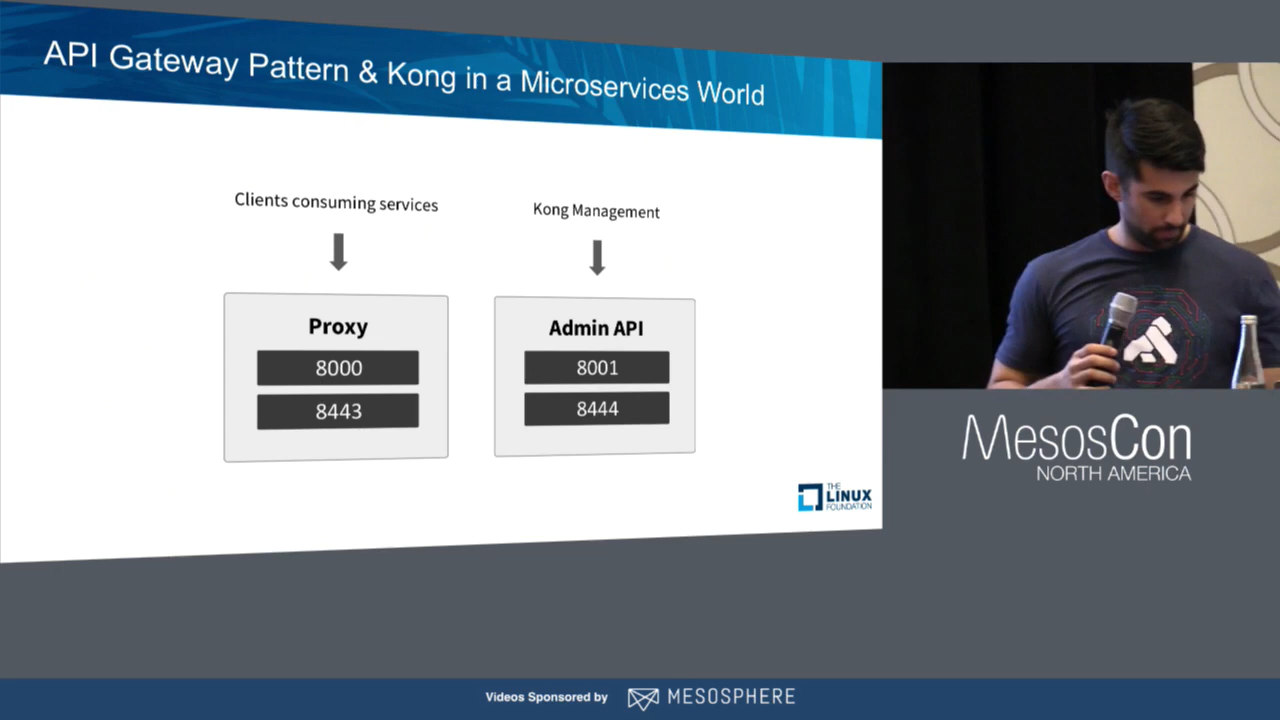 API Gateway Pattern & Kong in a Microservices World
Clients consuming services
Kong Management
Proxy
8000
8443
Admin API
8001
8444
THE
LINUX
FOUNDATION
MesosCon
NORTH AMERICA
Videos Sponsored by MESOSPHERE